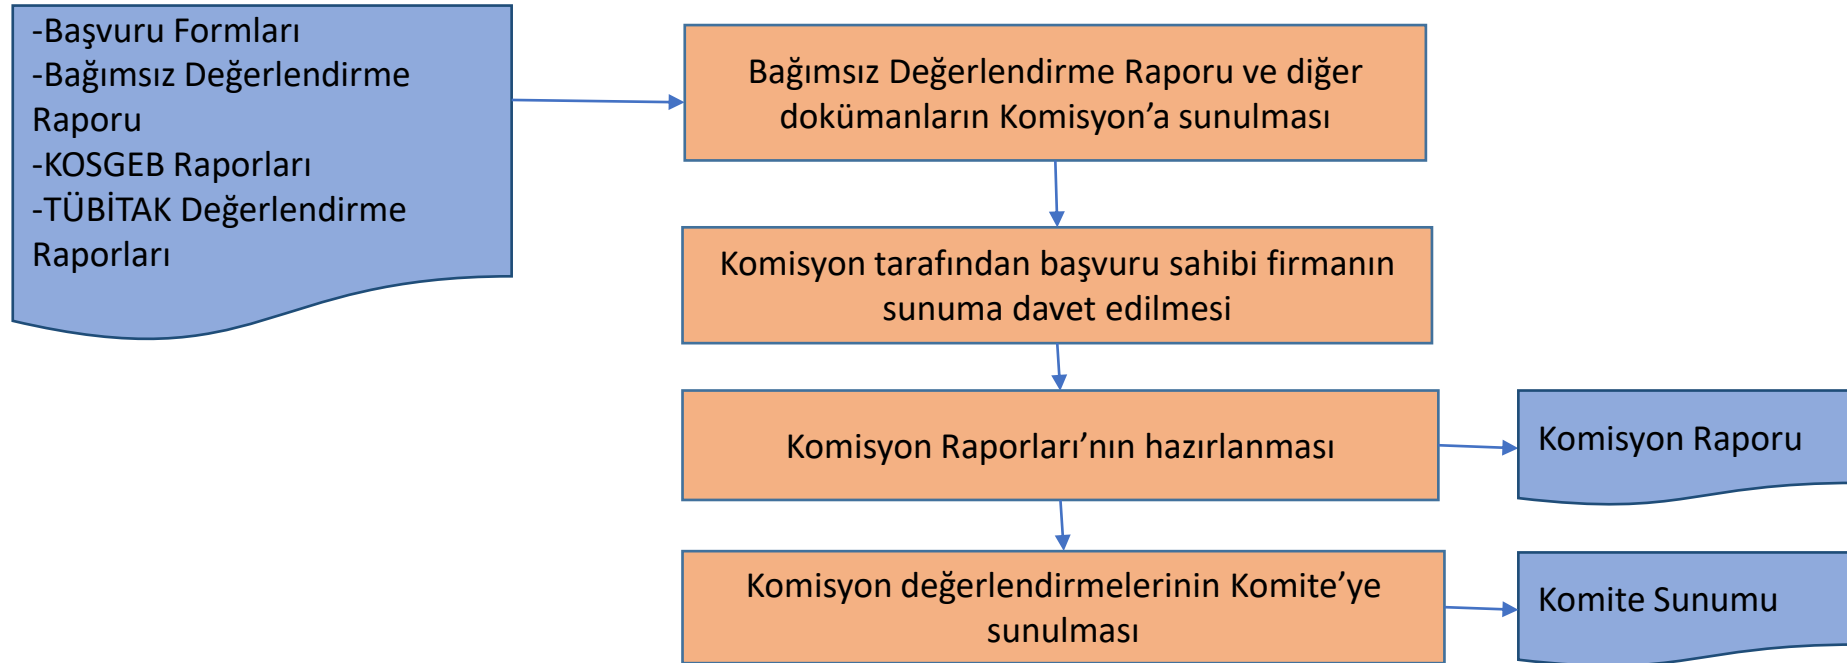 -Başvuru Formları
-Bağımsız Değerlendirme
Raporu
-KOSGEB Raporları
-TÜBİTAK Değerlendirme
Raporları
Bağımsız Değerlendirme Raporu ve diğer
dokümanların Komisyon’a sunulması
Komisyon tarafından başvuru sahibi firmanın
sunuma davet edilmesi
Komisyon Raporları’nın hazırlanması
Komisyon Raporu
Komisyon değerlendirmelerinin Komite’ye
sunulması
Komite Sunumu